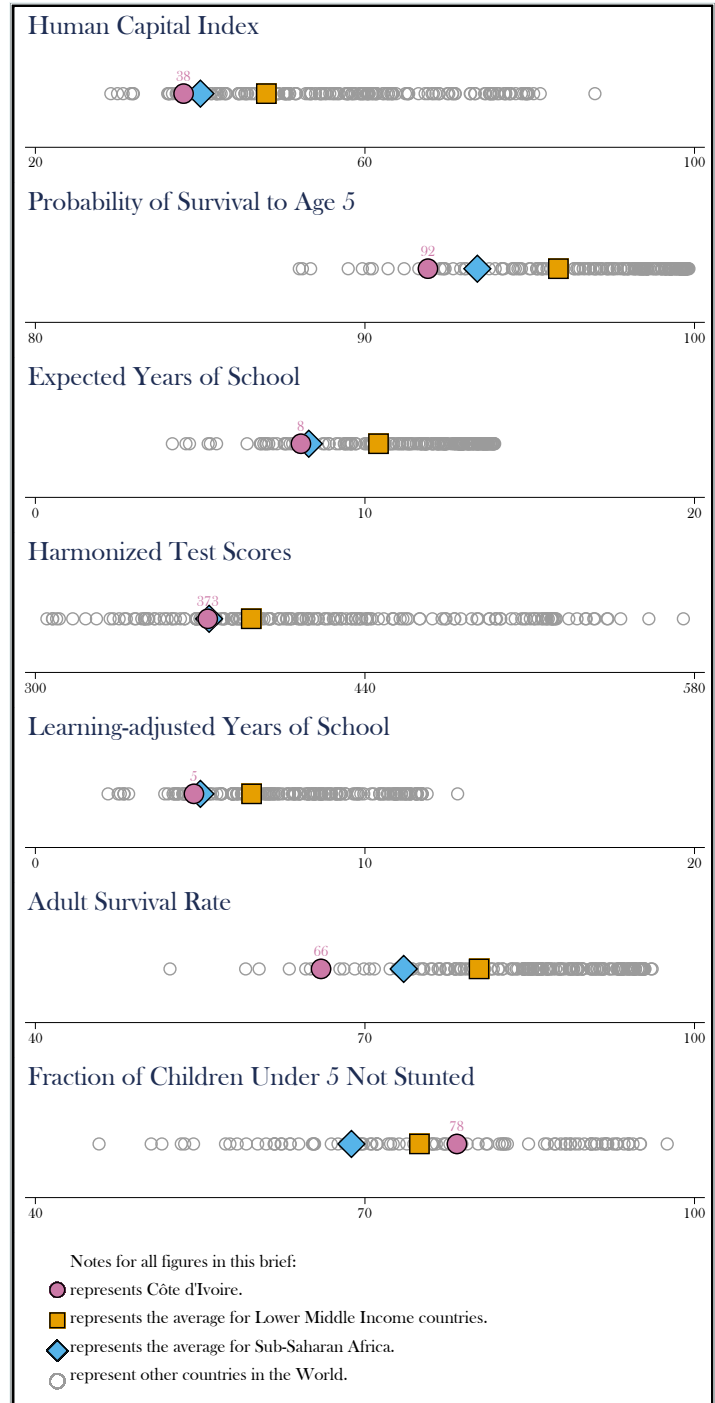 Human Capital Index
38
20 60 100
Probability of Survival to Age 5
92
80 90 100
Expected Years of School
8
0 10 20
Harmonized Test Scores
373
300 440 580
Learning-adjusted Years of School
5
0 10 20
Adult Survival Rate
66
40 70 100
Fraction of Children Under 5 Not Stunted
78
40 70 100
Notes for all figures in this brief:
represents Côte d'Ivoire.
represents the average for Lower Middle Income countries.
represents the average for Sub-Saharan Africa.
represent other countries in the World.